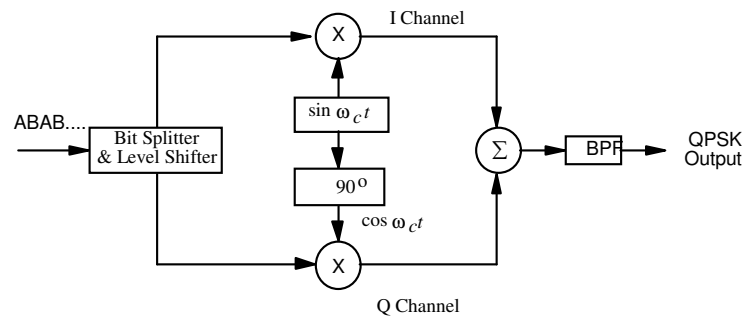 I Channel
X
ABAB....
sin ω_c t
Bit Splitter
& Level Shifter
Σ
BPF
QPSK
Output
90°
cos ω_c t
X
Q Channel